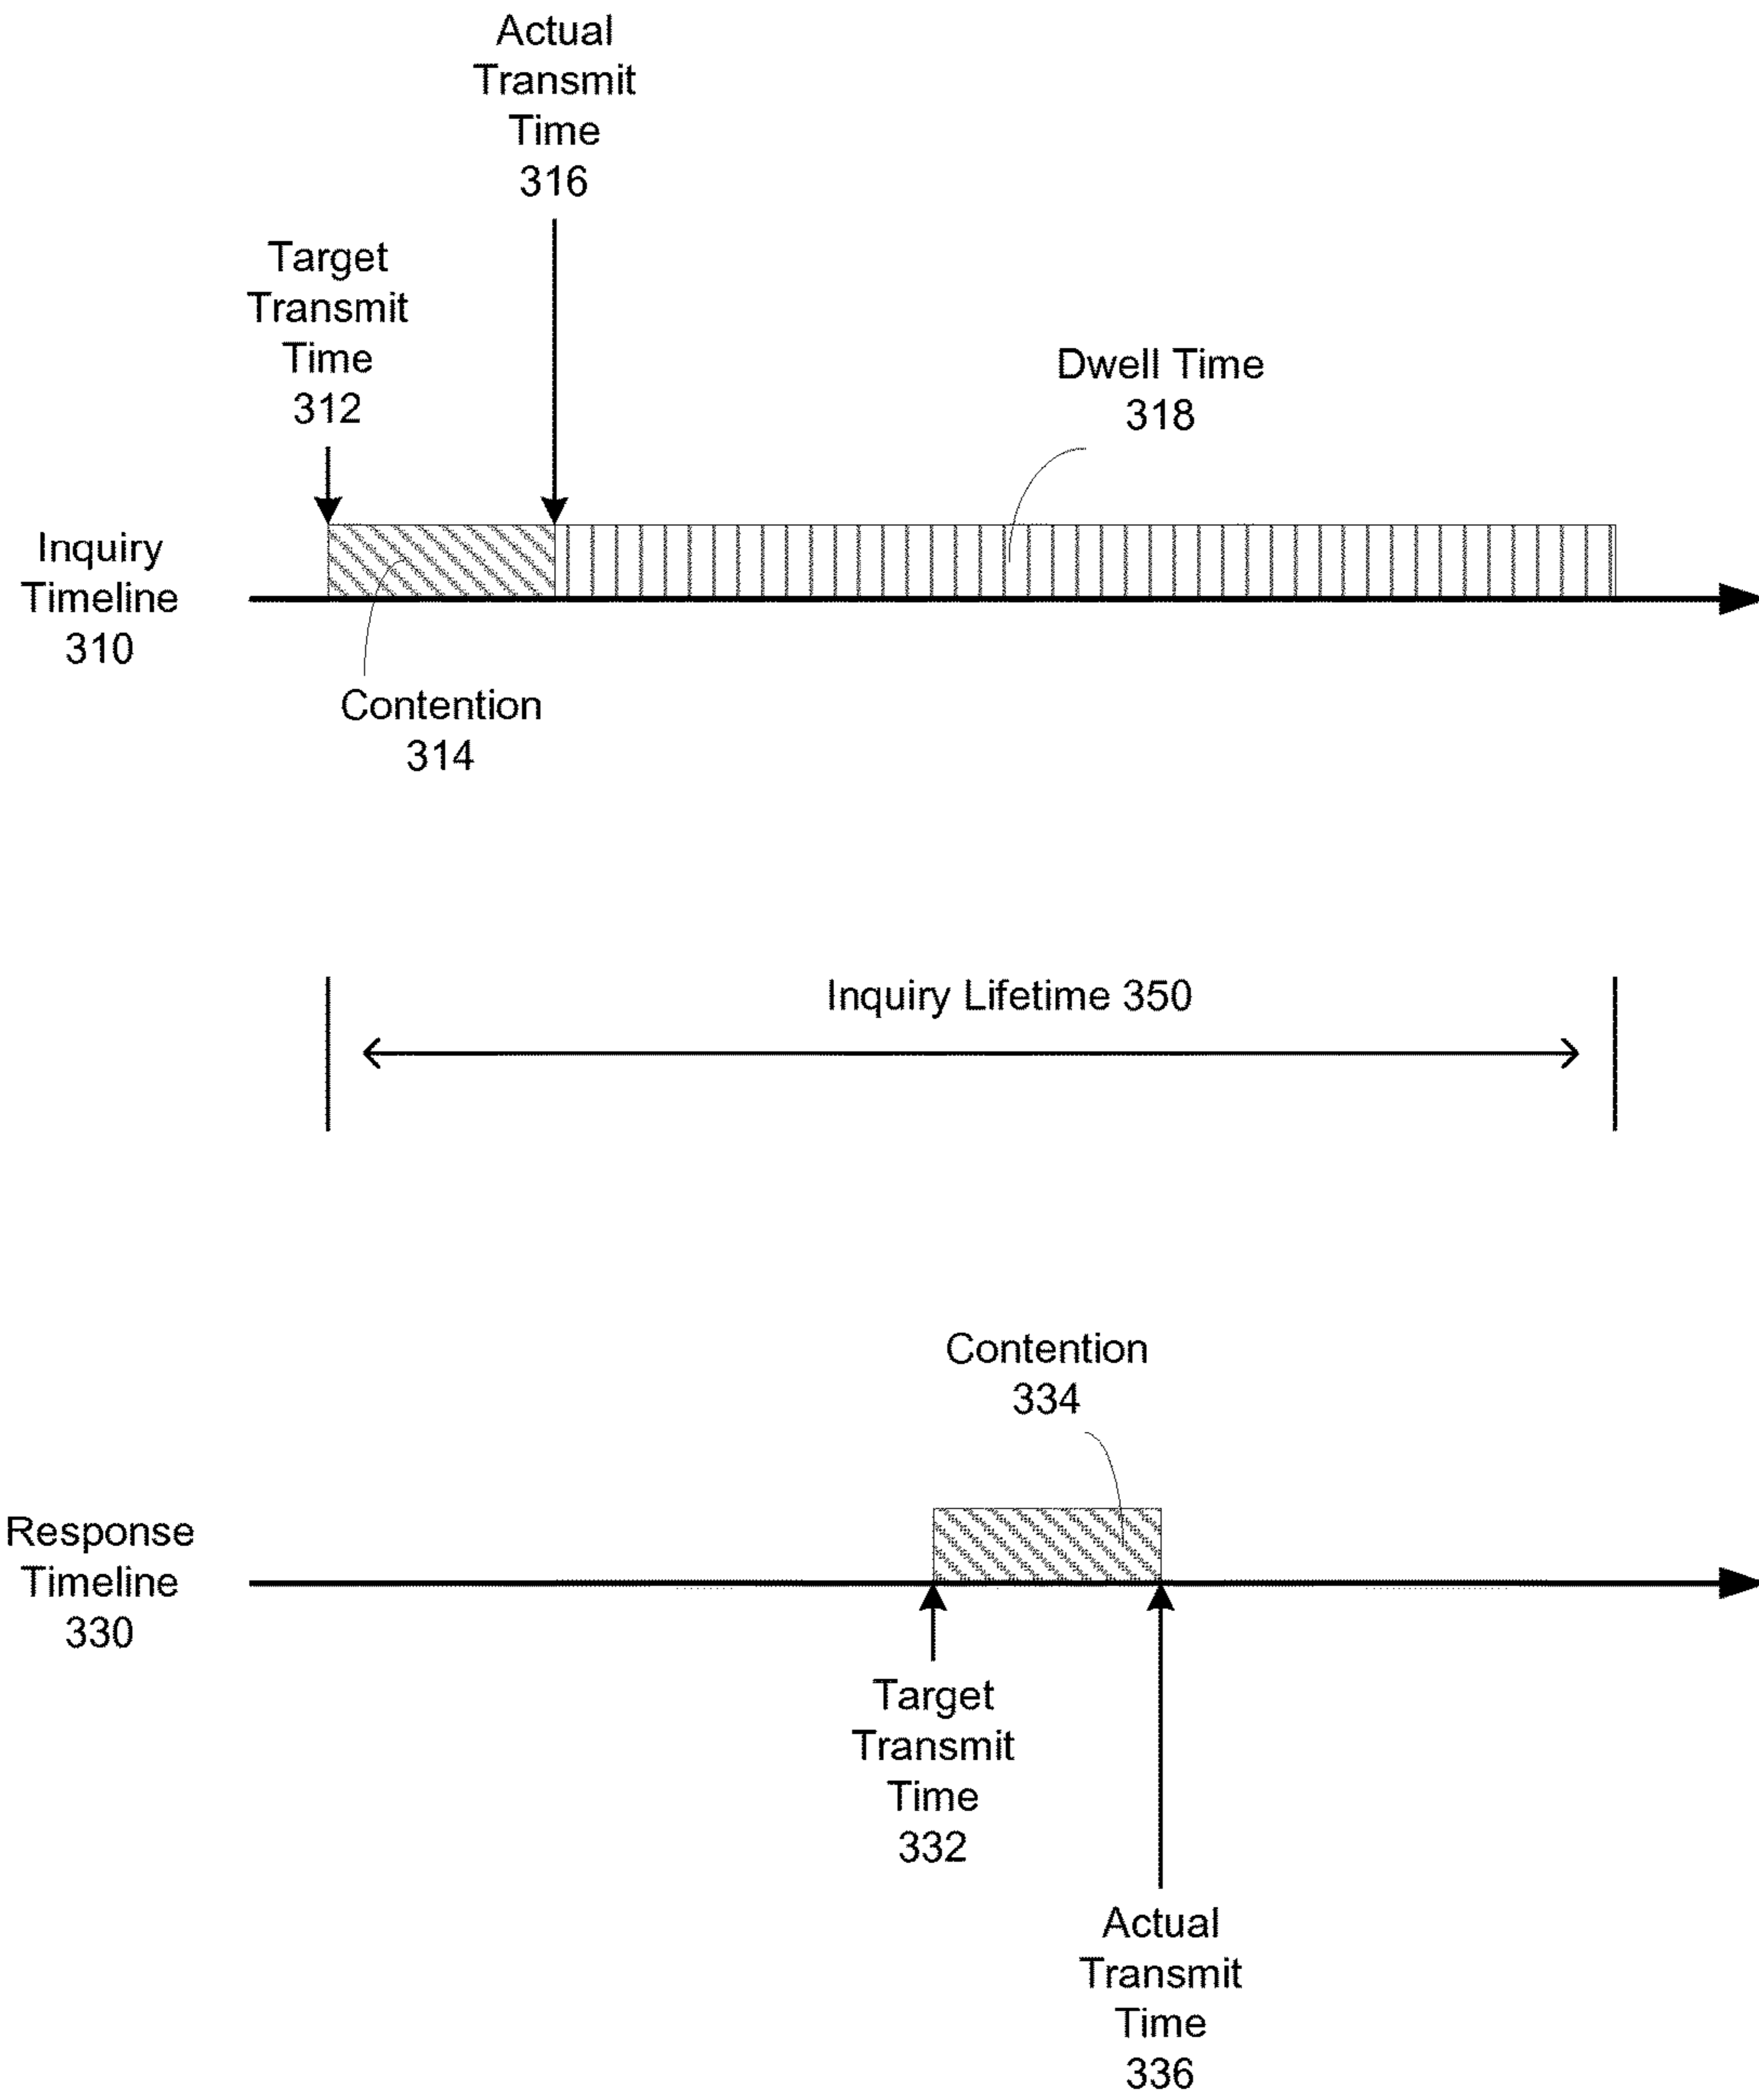 Actual
Transmit
Time
316
Target
Transmit
Time
312
Dwell Time
318
Inquiry
Timeline
310
Contention
314
Inquiry Lifetime 350
Contention
334
Response
Timeline
330
Target
Transmit
Time
332
Actual
Transmit
Time
336